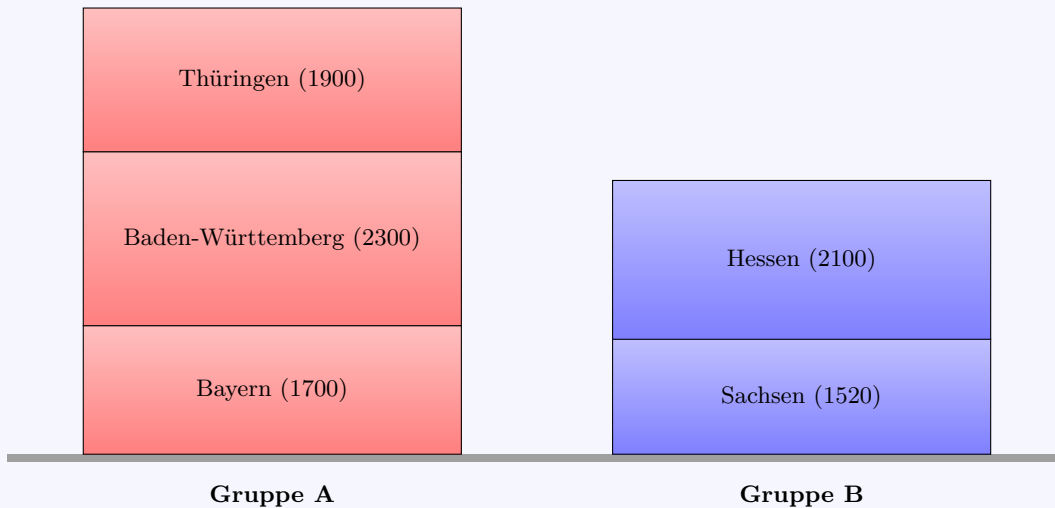 Thüringen (1900)
Baden-Württemberg (2300)
Bayern (1700)
Hessen (2100)
Sachsen (1520)
Gruppe A
Gruppe B